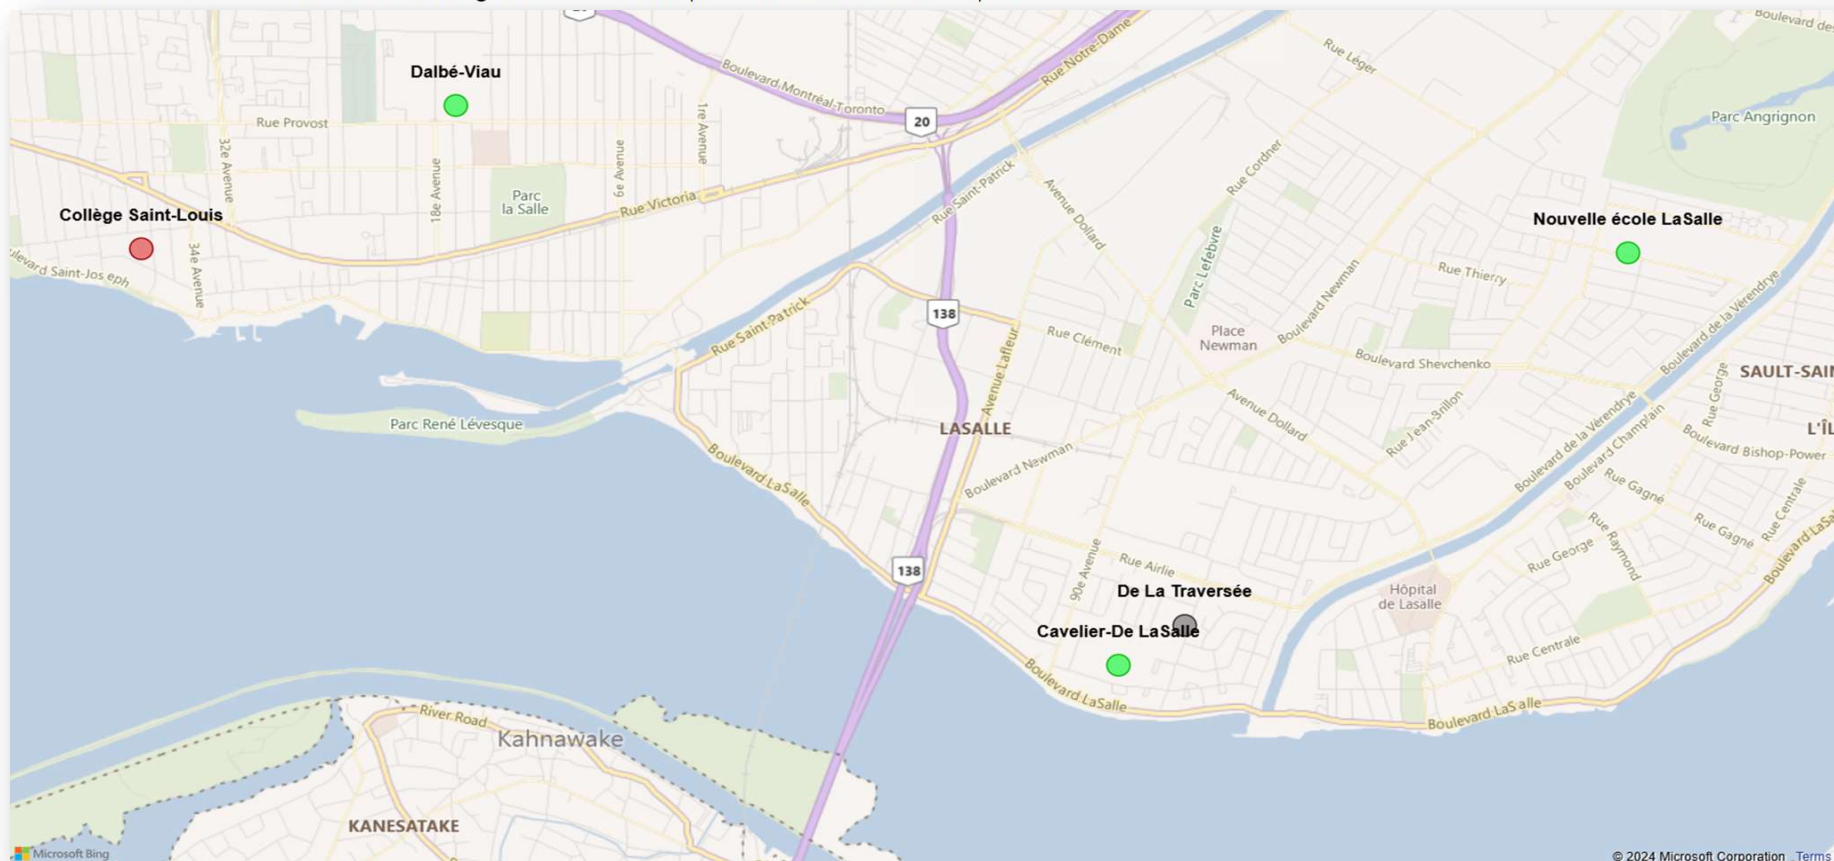 Boulevard Montréal-Toronto
Rue Notre-Dame
Rue Léger
Dalbé-Viau
Parc Angrignon
20
Rue Provost
1re Avenue
32e Avenue
18e Avenue
6e Avenue
Rue Cordner
Parc
la Salle
Rue Victoria
Rue Saint-Patrick
Avenue Dollard
Collège Saint-Louis
Nouvelle école LaSalle
34e Avenue
Saint-Joseph
Parc Lefebvre
Rue Thierry
Boulevard Newman
138
Rue Saint-Patrick
Rue Clément
Place
Newman
Boulevard de la Vérendrye
Boulevard Shevchenko
Avenue Lafleur
Rue George
Parc René Lévesque
LASALLE
Avenue Dollard
Rue Jean-Brillon
Boulevard de la Vérendrye
Boulevard Champlain
Boulevard Bishop-Power
Boulevard LaSalle
Boulevard Newman
Rue Gagné
Rue Centrale
Rue Gagné
138
Rue Airlie
90e Avenue
Rue George
Rue Raymond
De La Traversée
Hôpital
de Lasalle
Cavelier-De LaSalle
Rue Centrale
Boulevard LaSalle
Boulevard LaSalle
River Road
Kahnawake
KANESATAKE
Microsoft Bing
© 2024 Microsoft Corporation Terms